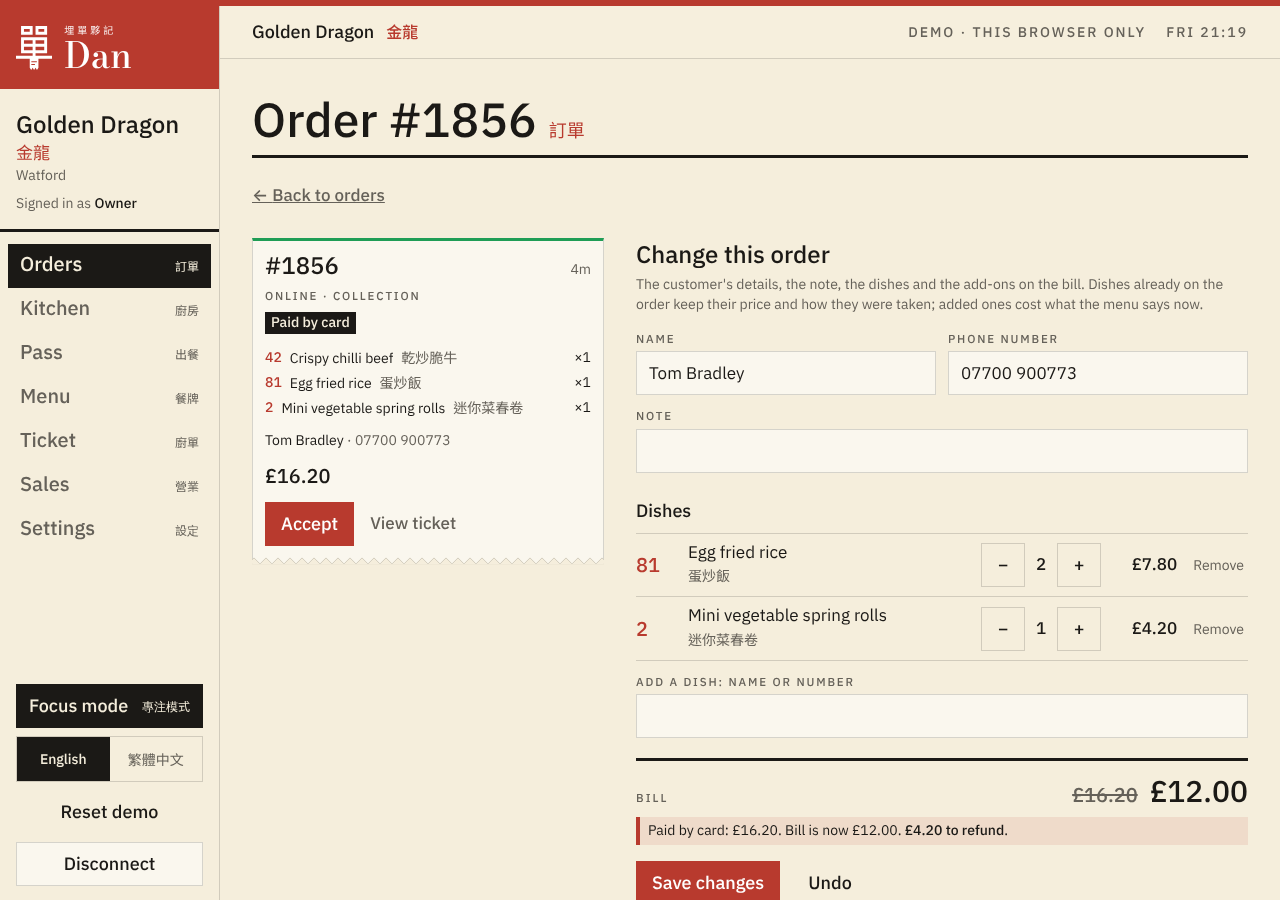 單 埋單夥記
Dan
Golden Dragon
金龍
Watford
Signed in as Owner
Orders 訂單
Kitchen 廚房
Pass 出餐
Menu 餐牌
Ticket 廚單
Sales 營業
Settings 設定
Focus mode 專注模式
English 繁體中文
Reset demo
Disconnect
Golden Dragon 金龍
DEMO · THIS BROWSER ONLY FRI 21:19
Order #1856 訂單
← Back to orders
#1856 4m
ONLINE · COLLECTION
Paid by card
42 Crispy chilli beef 乾炒脆牛 ×1
81 Egg fried rice 蛋炒飯 ×1
2 Mini vegetable spring rolls 迷你菜春卷 ×1
Tom Bradley · 07700 900773
£16.20
Accept View ticket
Change this order
The customer's details, the note, the dishes and the add-ons on the bill. Dishes already on the
order keep their price and how they were taken; added ones cost what the menu says now.
NAME PHONE NUMBER
Tom Bradley 07700 900773
NOTE
Dishes
81 Egg fried rice 蛋炒飯 − 2 + £7.80 Remove
2 Mini vegetable spring rolls 迷你菜春卷 − 1 + £4.20 Remove
ADD A DISH: NAME OR NUMBER
BILL £16.20 £12.00
Paid by card: £16.20. Bill is now £12.00. £4.20 to refund.
Save changes Undo